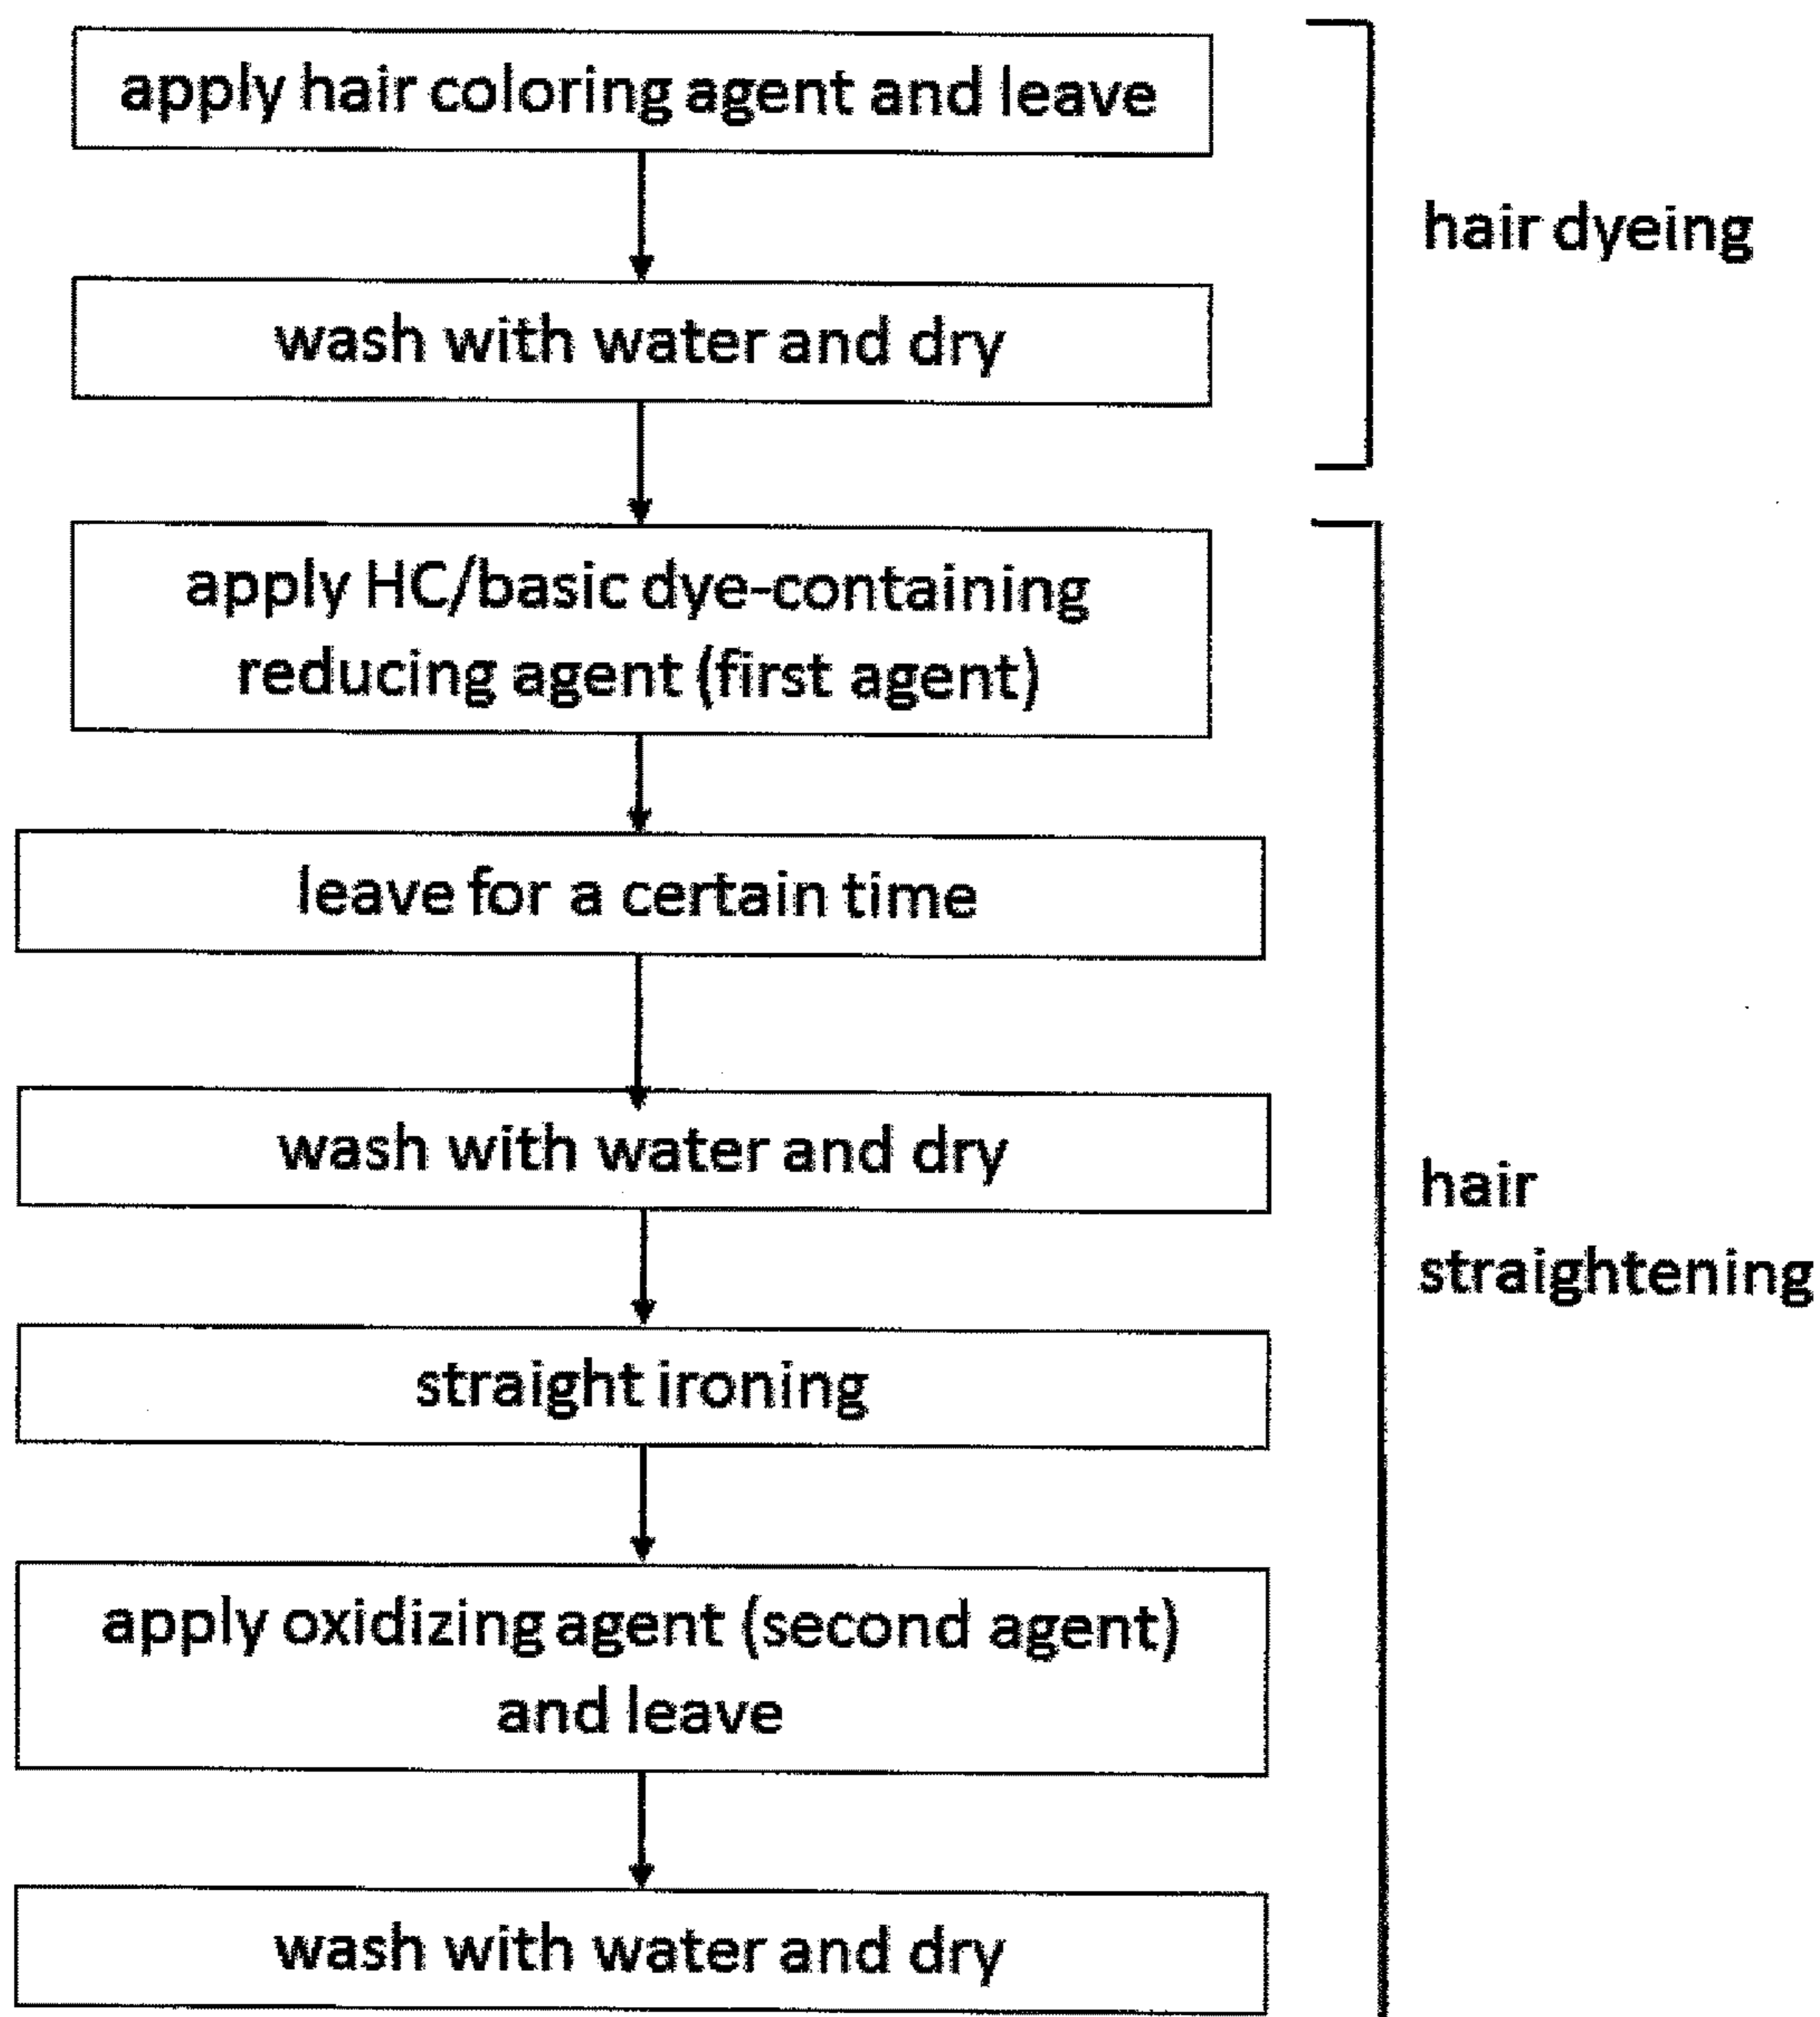 apply hair coloring agent and leave
hair dyeing
wash with water and dry
apply HC/basic dye-containing
reducing agent (first agent)
leave for a certain time
wash with water and dry
hair
straightening
straight ironing
apply oxidizing agent (second agent)
and leave
wash with water and dry